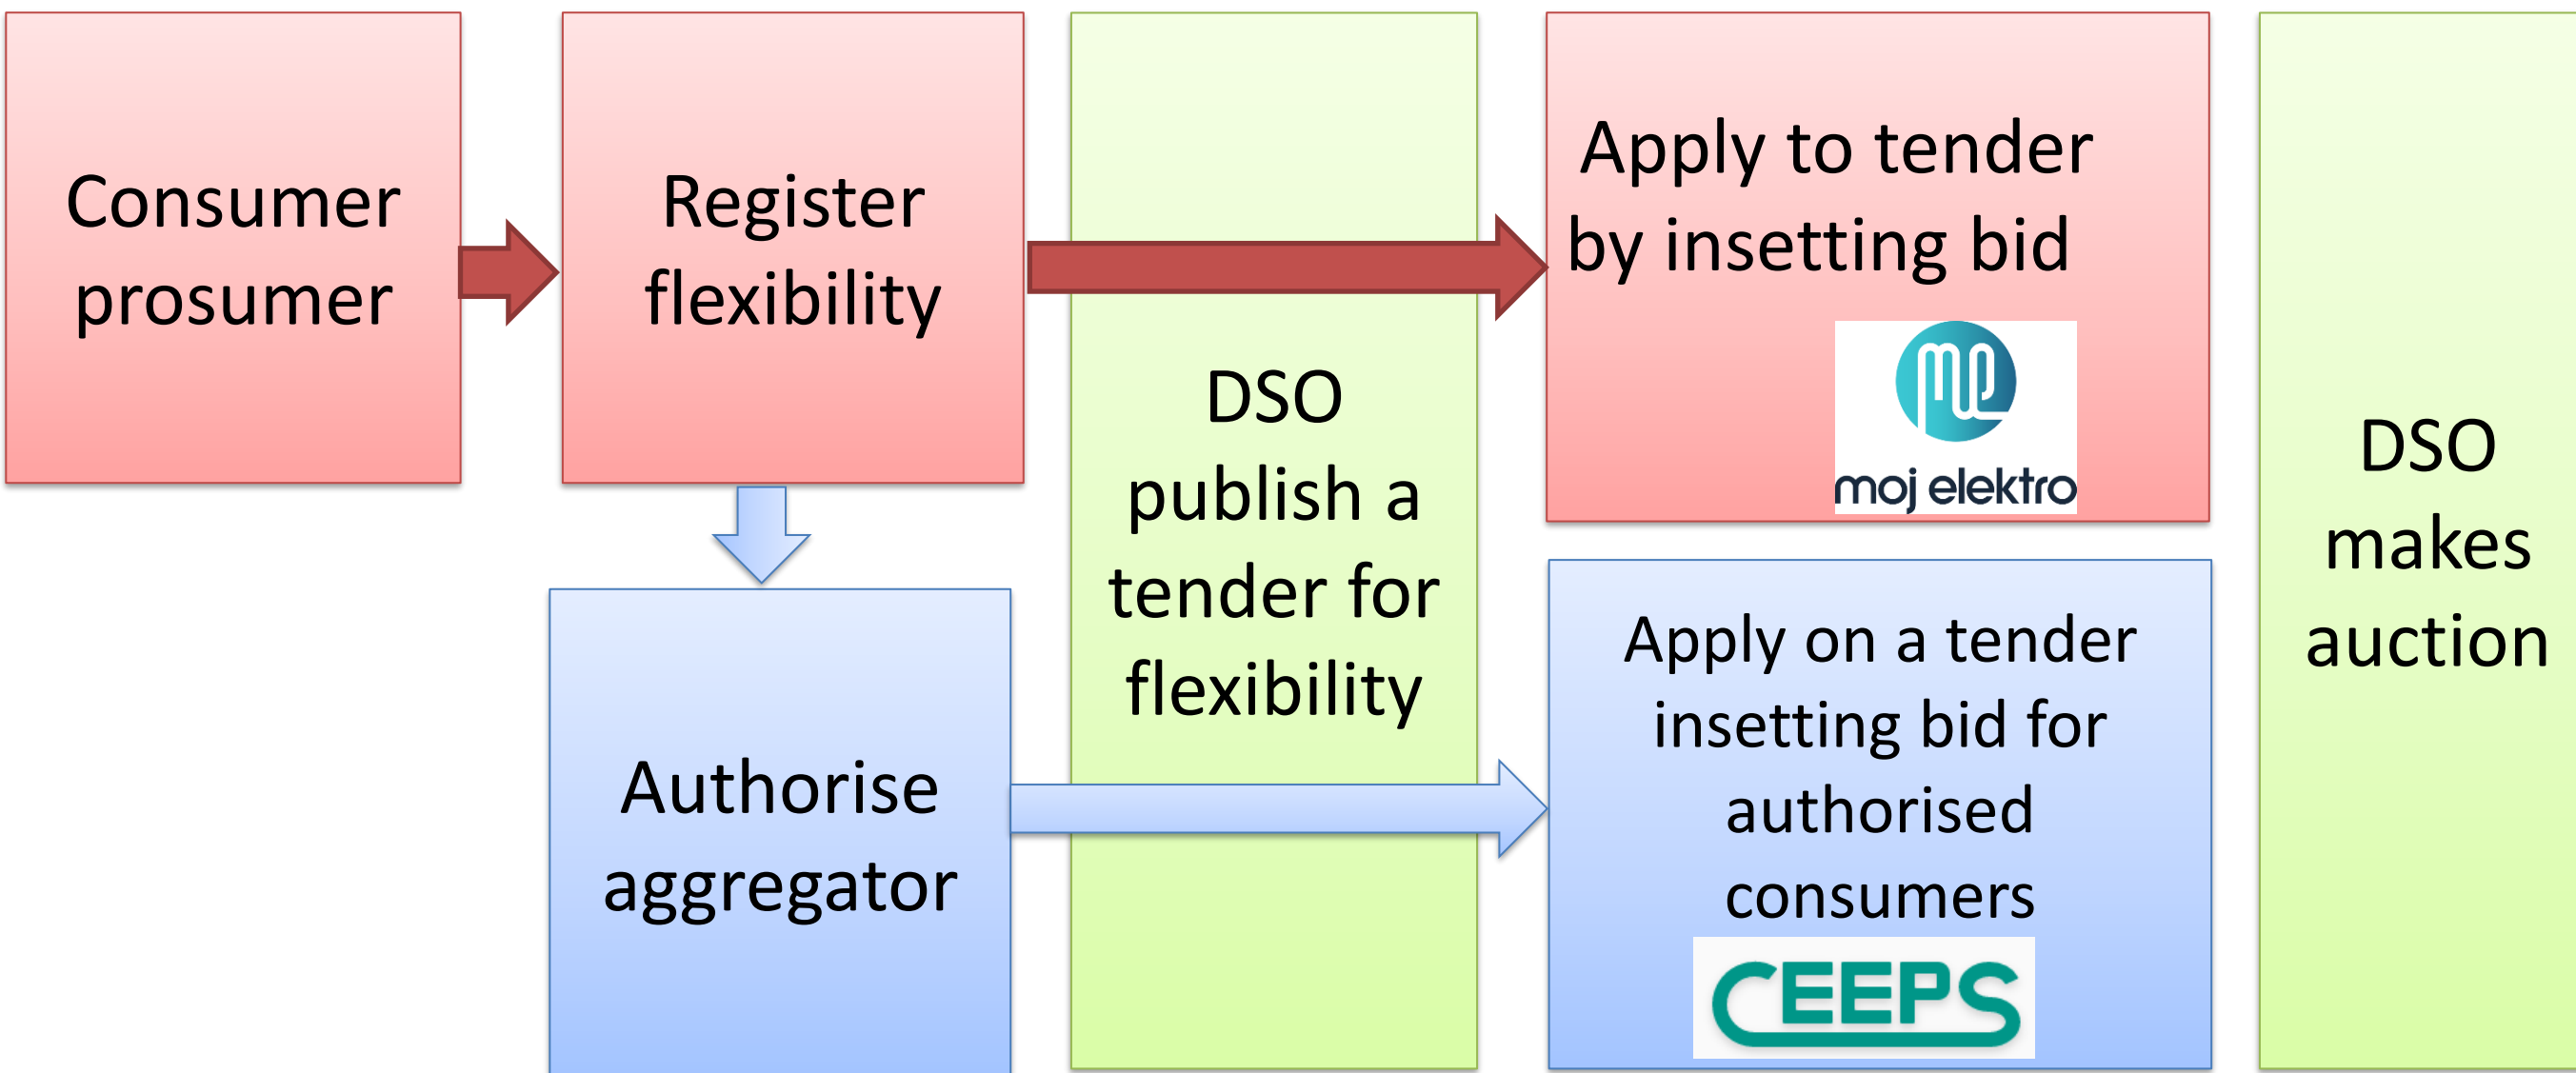 Consumer
prosumer
Register
flexibility
DSO
publish a
tender for
flexibility
Apply to tender
by insetting bid
moj elektro
Authorise
aggregator
Apply on a tender
insetting bid for
authorised
consumers
CEEPS
DSO
makes
auction